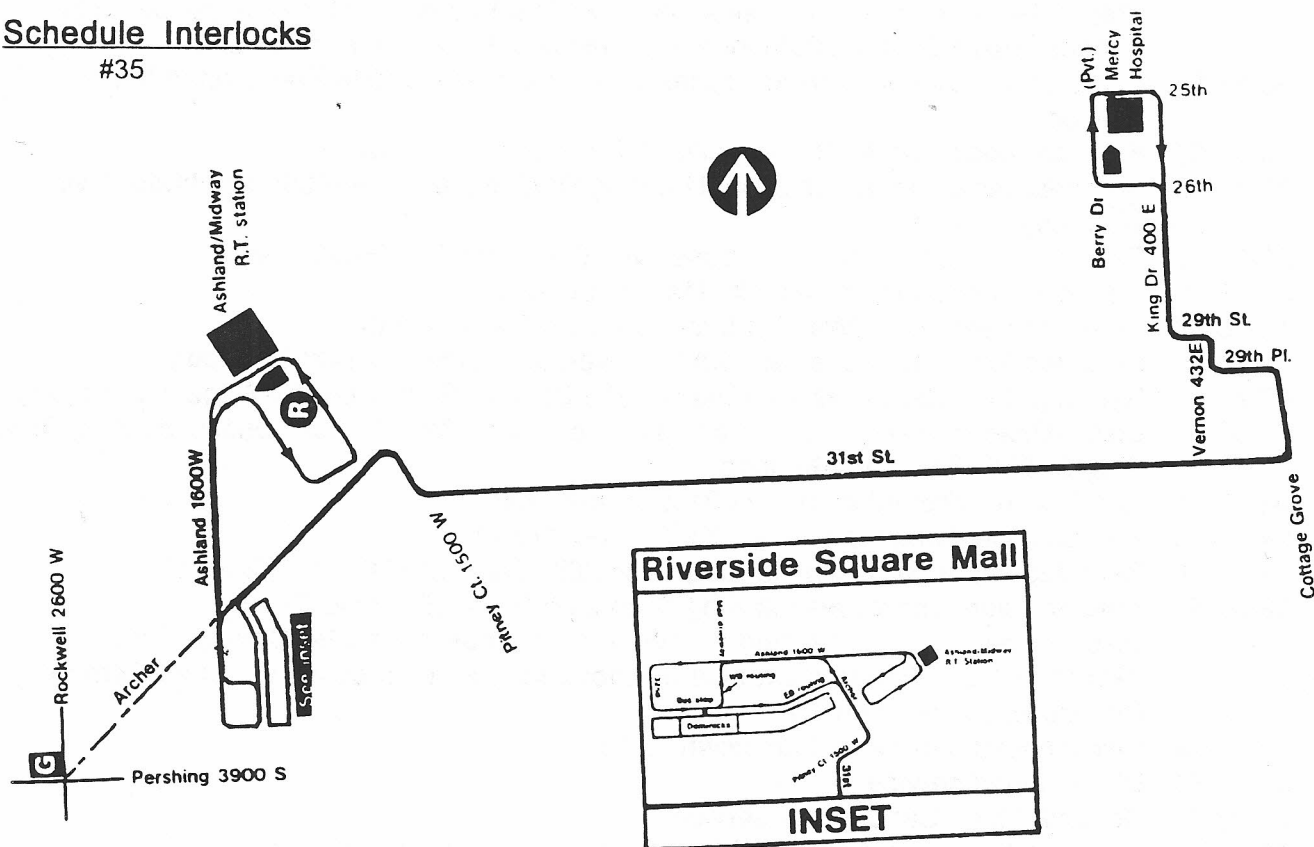 Schedule Interlocks
#35
(Pvt.)
Mercy
Hospital
25th
26th
Berry Dr
King Dr 400 E
Ashland/Midway
R.T. station
R
29th St.
29th Pl.
Vernon 432E
31st St.
Cottage Grove
Ashland 1600W
Pitney Ct. 1500 W
Rockwell 2600 W
Archer
See inset
G
Pershing 3900 S
Riverside Square Mall
Ashland 1600 W
Ashland-Midway
R.T. Station
WB routing
EB routing
Archer
Bus stop
Dominicks
Pitney Ct 1500 W
31st
INSET